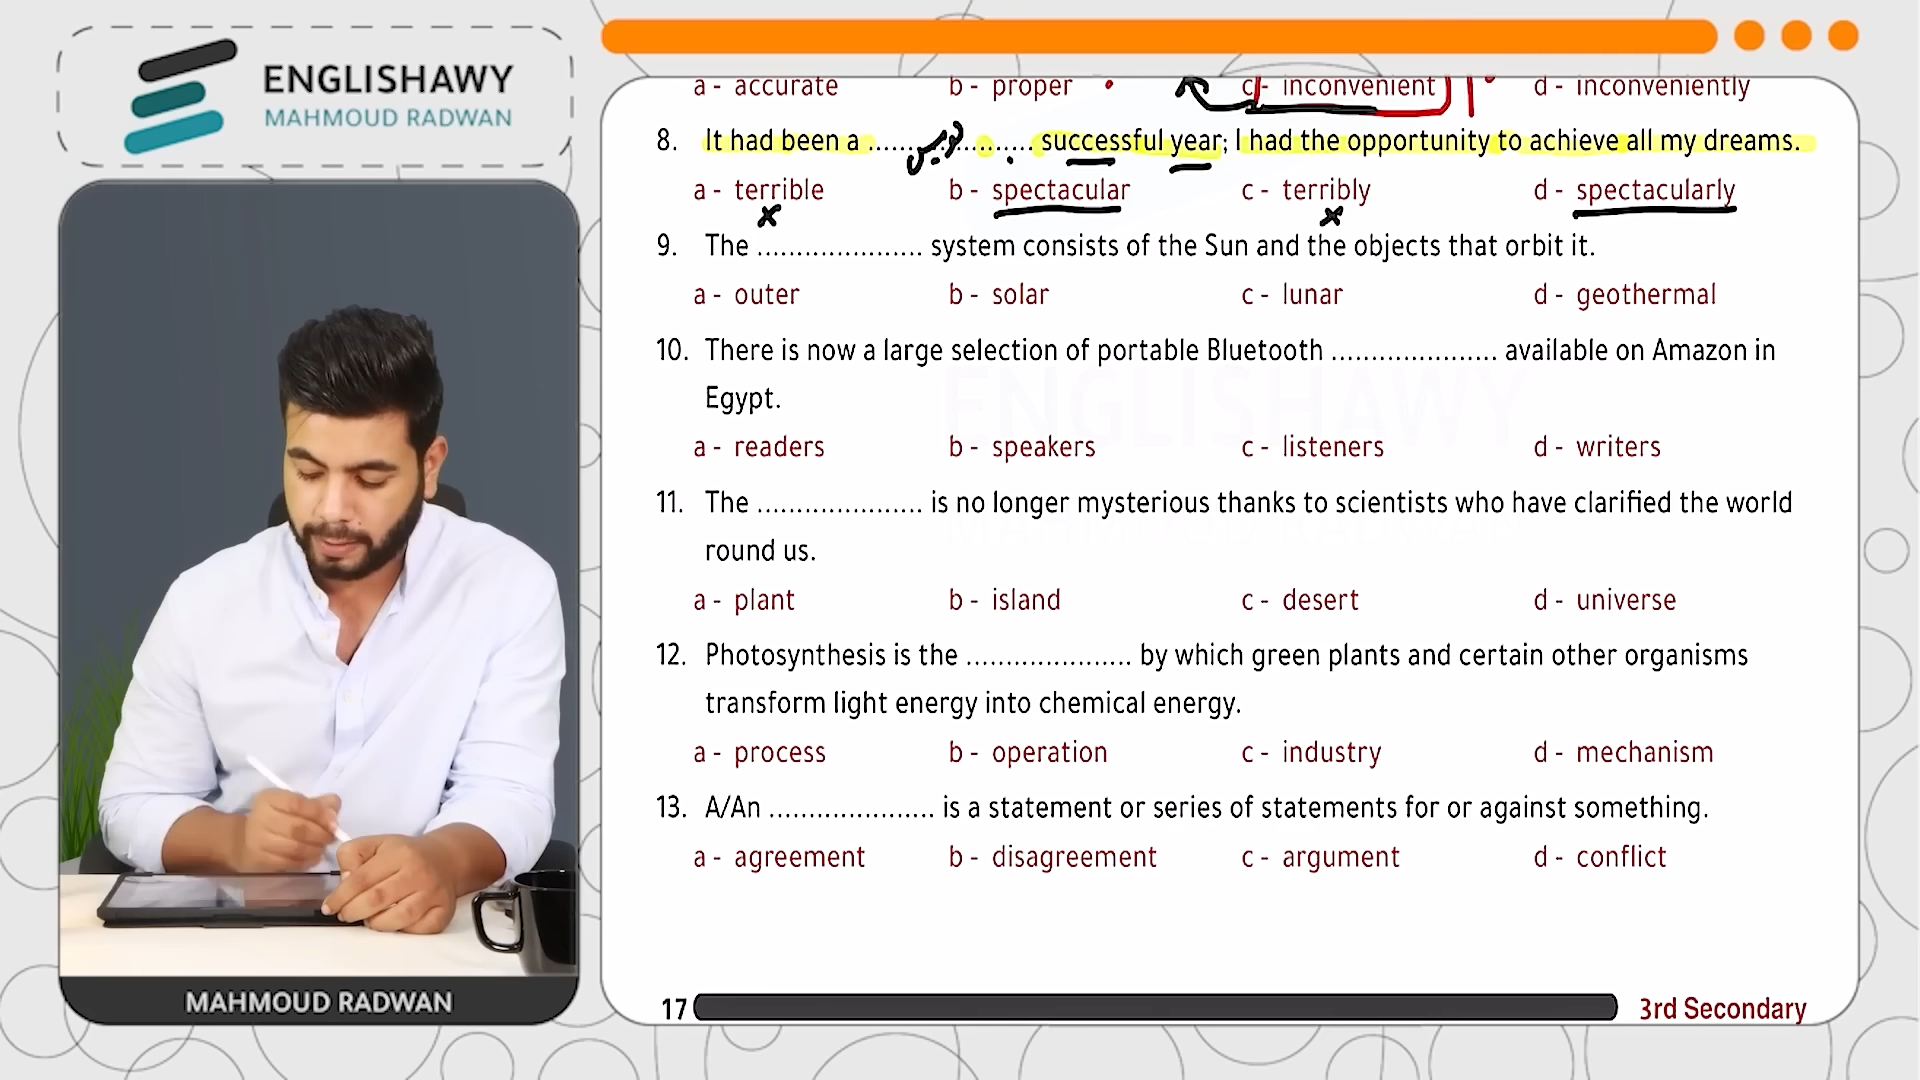 ENGLISHAWY
MAHMOUD RADWAN
a - accurate b - proper c - inconvenient d - inconveniently
8. It had been a ..................... successful year; I had the opportunity to achieve all my dreams.
a - terrible b - spectacular c - terribly d - spectacularly
9. The ..................... system consists of the Sun and the objects that orbit it.
a - outer b - solar c - lunar d - geothermal
10. There is now a large selection of portable Bluetooth ..................... available on Amazon in
Egypt.
a - readers b - speakers c - listeners d - writers
11. The ..................... is no longer mysterious thanks to scientists who have clarified the world
round us.
a - plant b - island c - desert d - universe
12. Photosynthesis is the ..................... by which green plants and certain other organisms
transform light energy into chemical energy.
a - process b - operation c - industry d - mechanism
13. A/An ..................... is a statement or series of statements for or against something.
a - agreement b - disagreement c - argument d - conflict
17 3rd Secondary
MAHMOUD RADWAN
ENGLISHAWY
MAHMOUD RADWAN